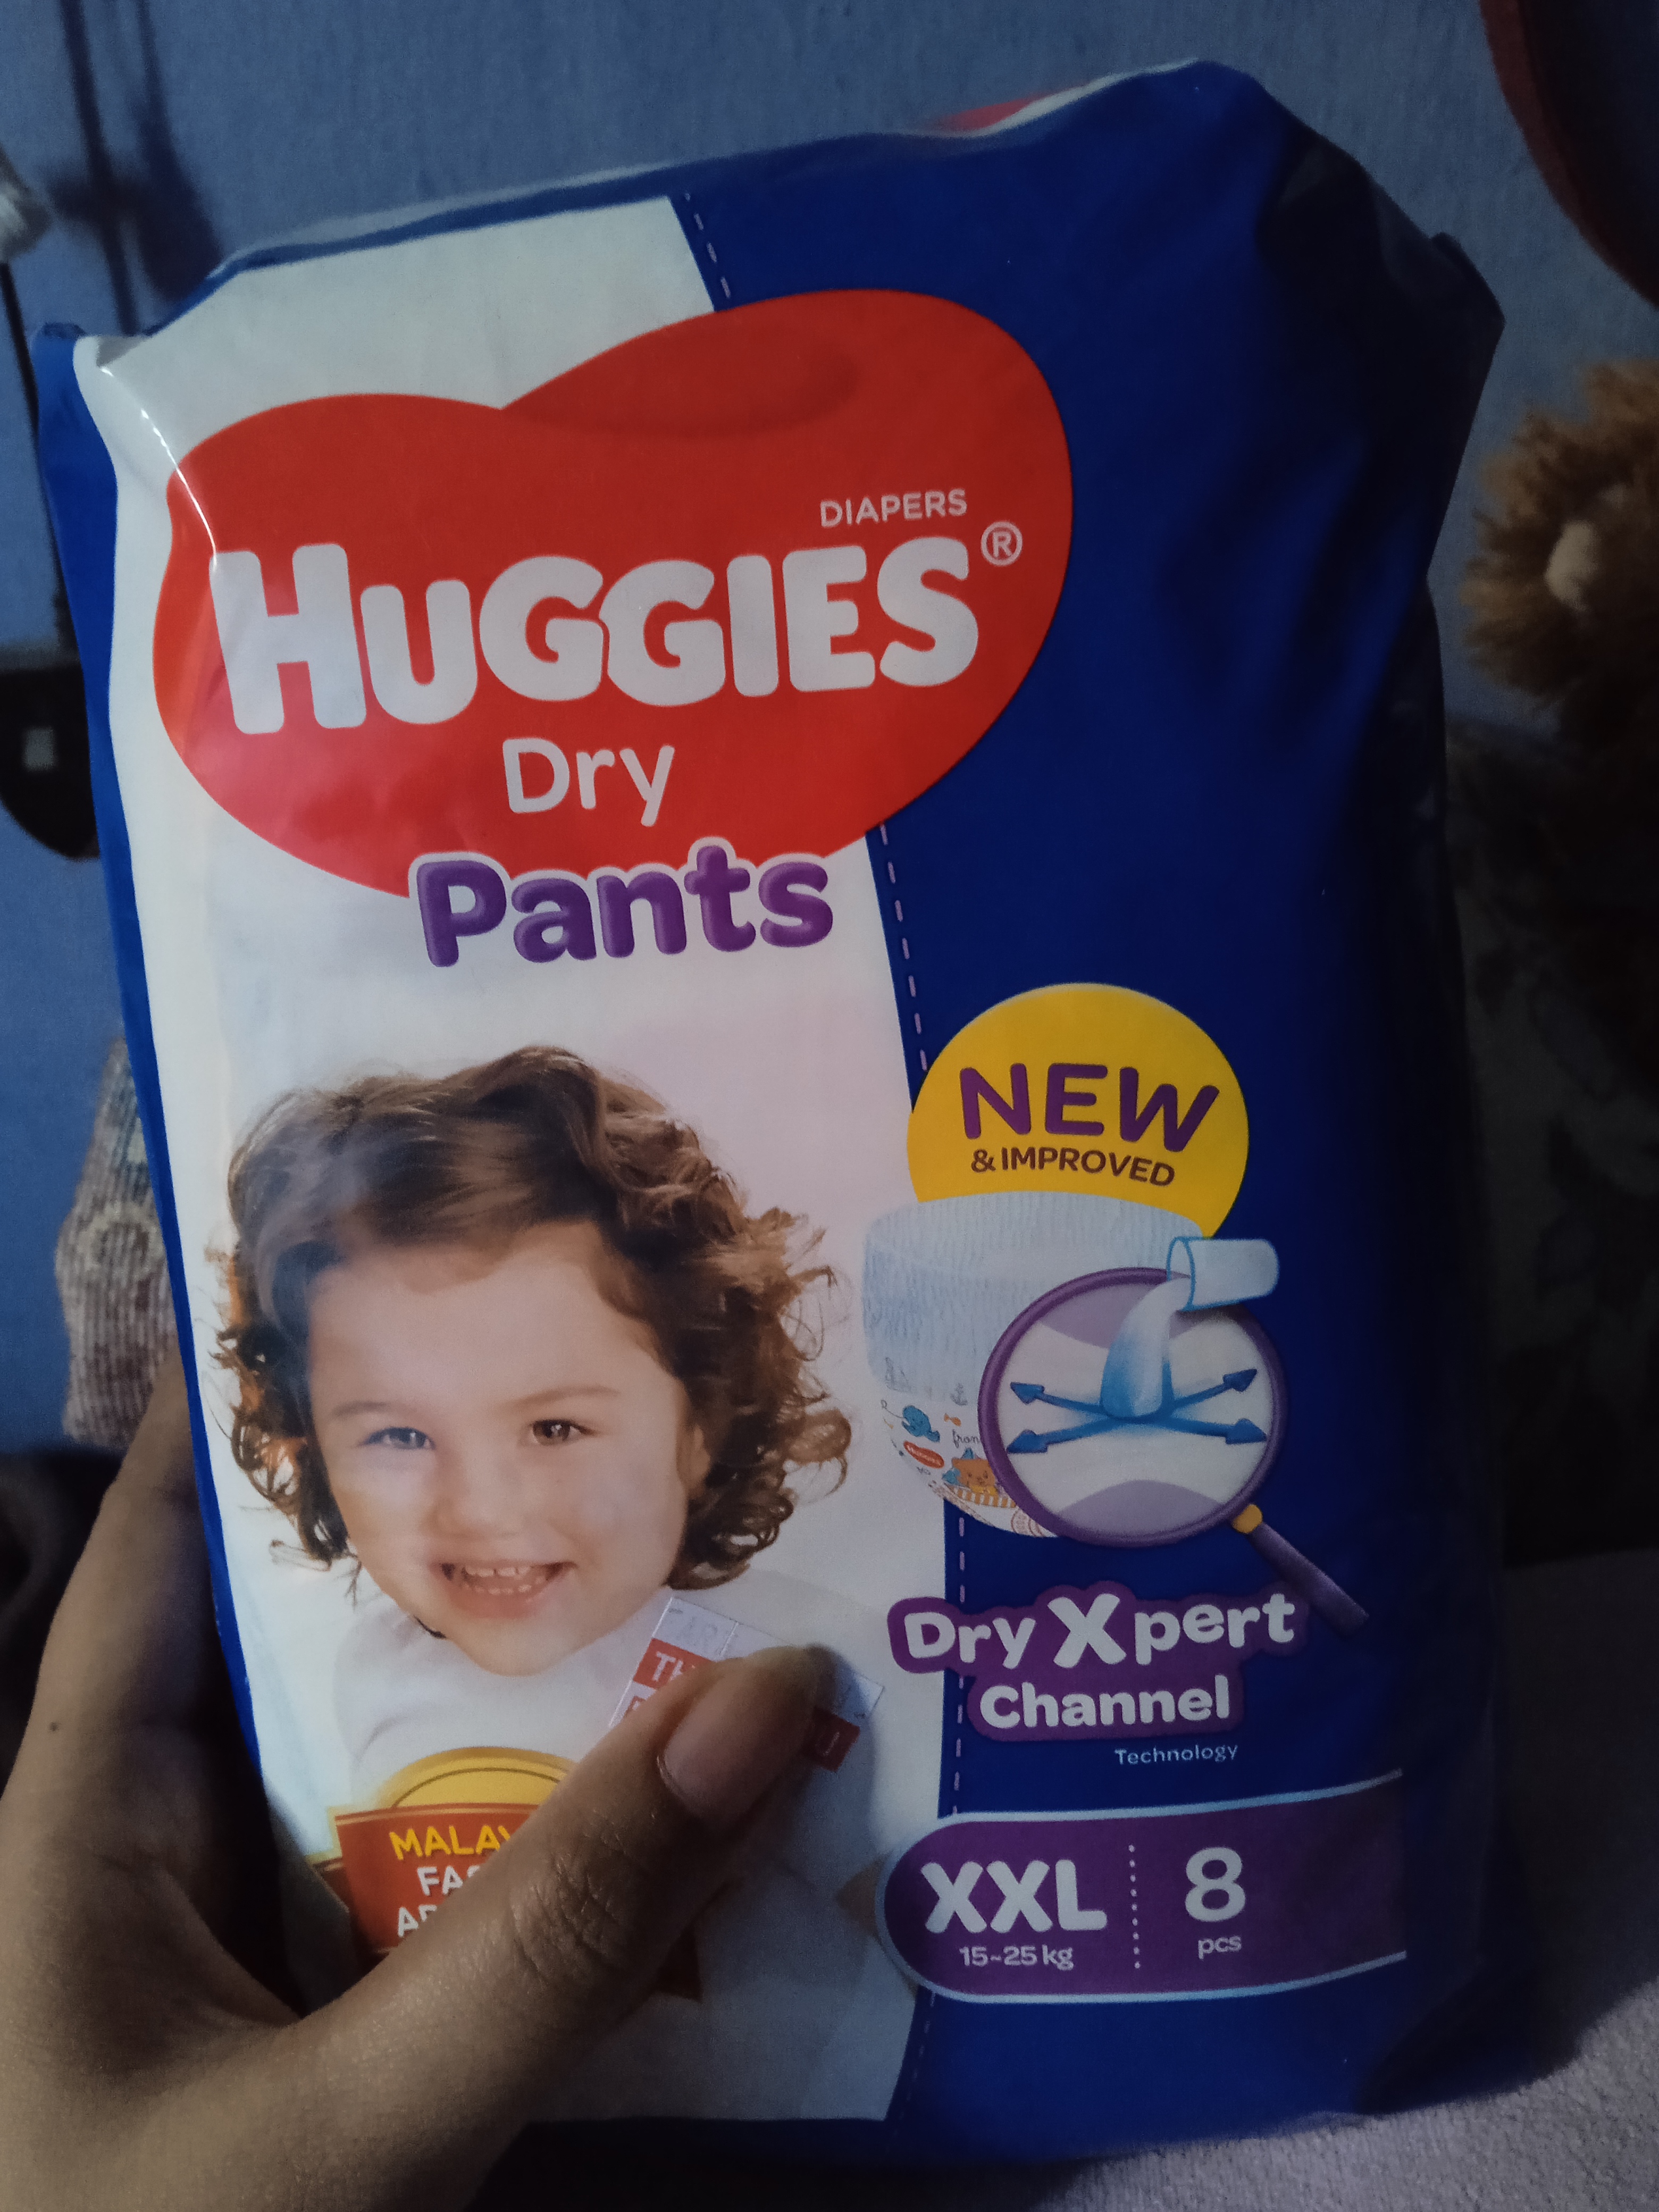 DIAPERS
HUGGIES®
Dry
Pants
NEW
& IMPROVED
Dry Xpert
Channel
Technology
XXL
15-25 kg
8
pcs